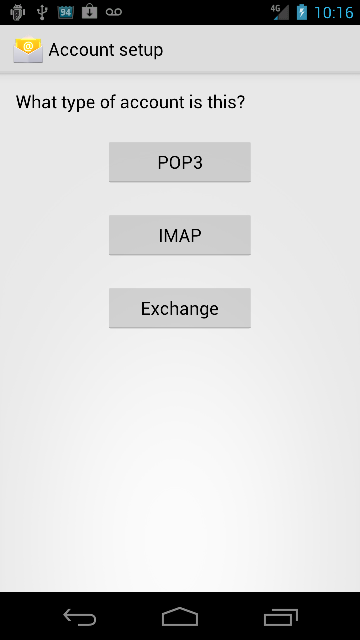 94 4G 10:16
Account setup
What type of account is this?
POP3
IMAP
Exchange